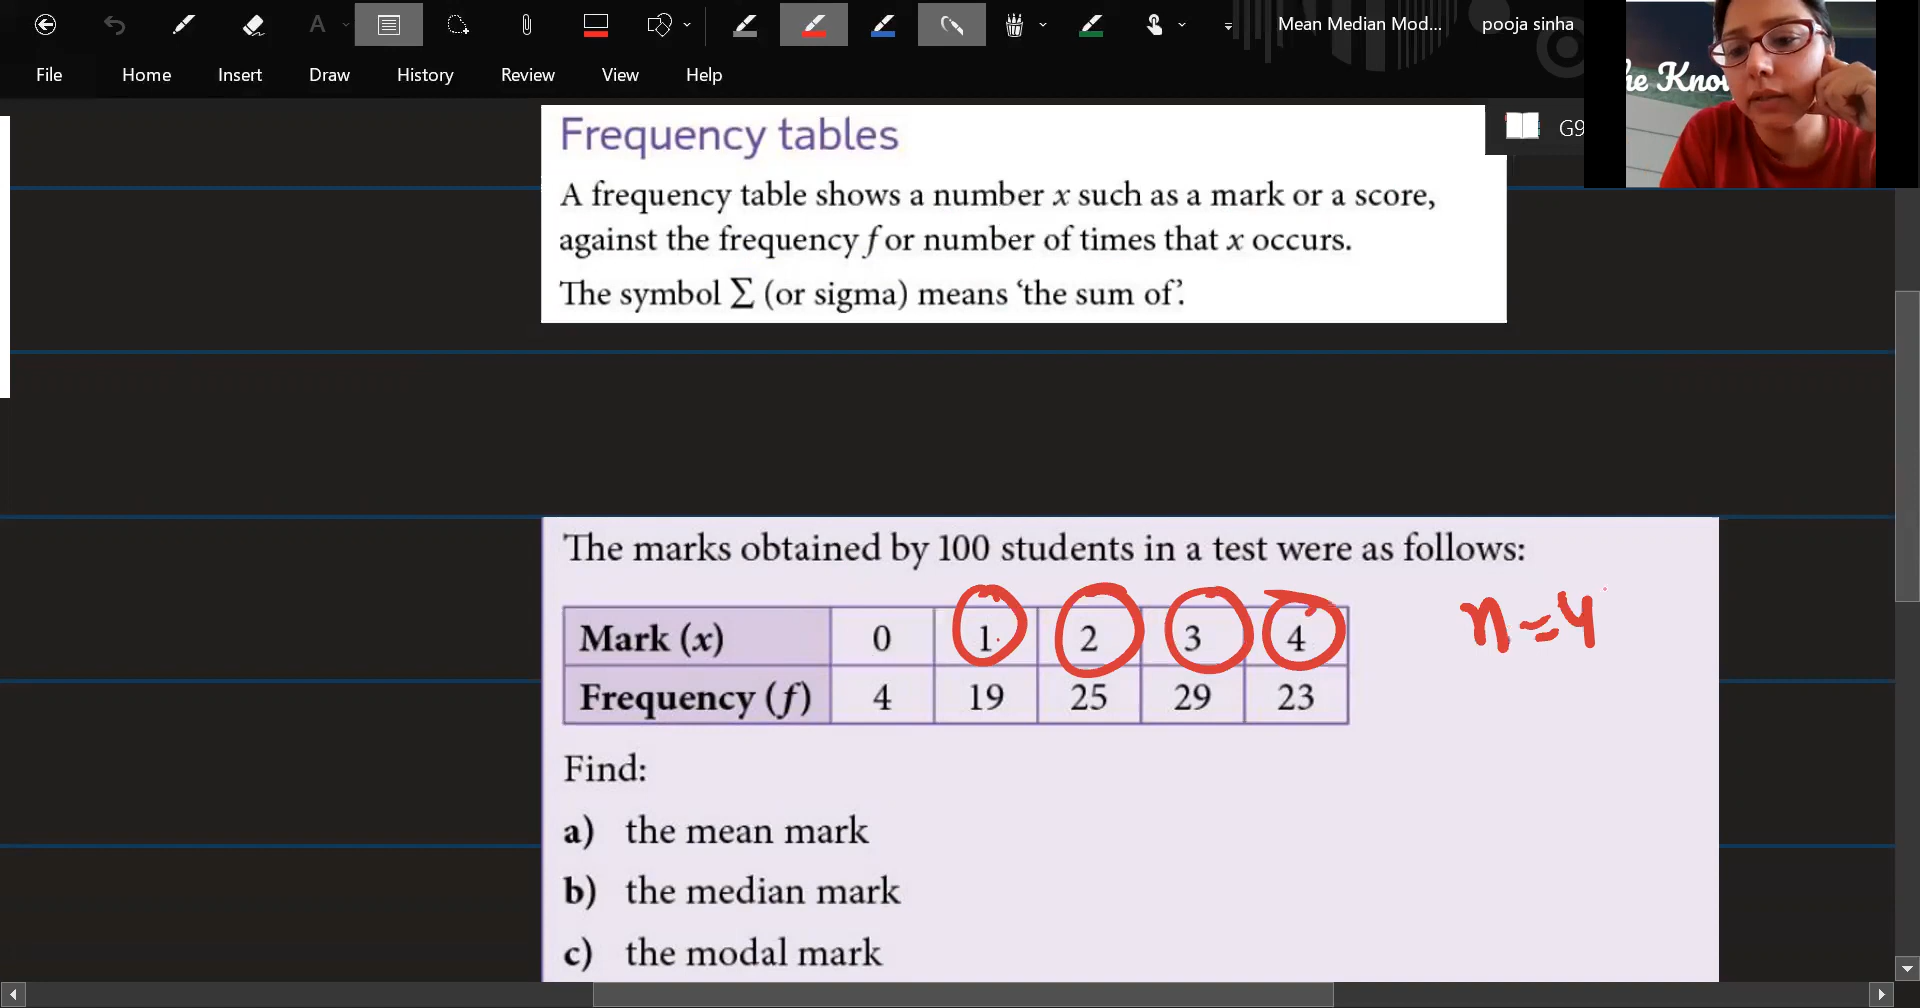 Mean Median Mod... pooja sinha
File Home Insert Draw History Review View Help
he Know
G9
Frequency tables
A frequency table shows a number x such as a mark or a score,
against the frequency f or number of times that x occurs.
The symbol Σ (or sigma) means ‘the sum of’.
The marks obtained by 100 students in a test were as follows:
Mark (x) 0 1 2 3 4
n=4
Frequency (f) 4 19 25 29 23
Find:
a) the mean mark
b) the median mark
c) the modal mark